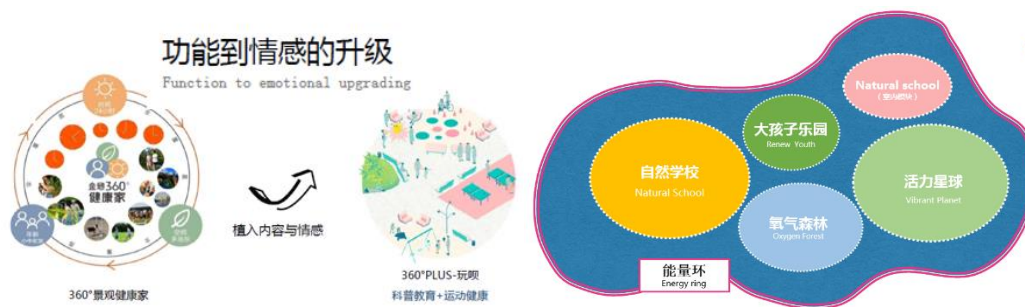 功能到情感的升级
Function to emotional upgrading
金地360°
健康家
植入内容与情感
360°景观健康家
360°PLUS-玩呗
科普教育+运动健康
Natural school
大孩子乐园
Renew Youth
自然学校
Natural School
活力星球
Vibrant Planet
氧气森林
Oxygen Forest
能量环
Energy ring